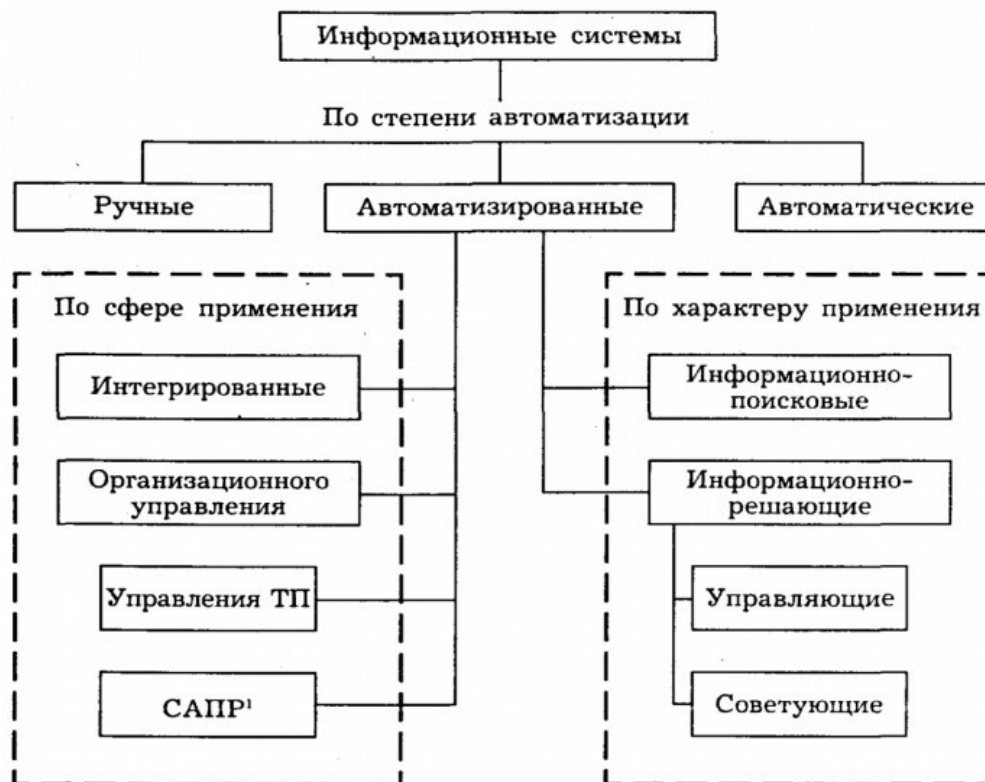 Информационные системы
По степени автоматизации
Ручные
Автоматизированные
Автоматические
По сфере применения
Интегрированные
Организационного
управления
Управления ТП
САПР¹
По характеру применения
Информационно-
поисковые
Информационно-
решающие
Управляющие
Советующие